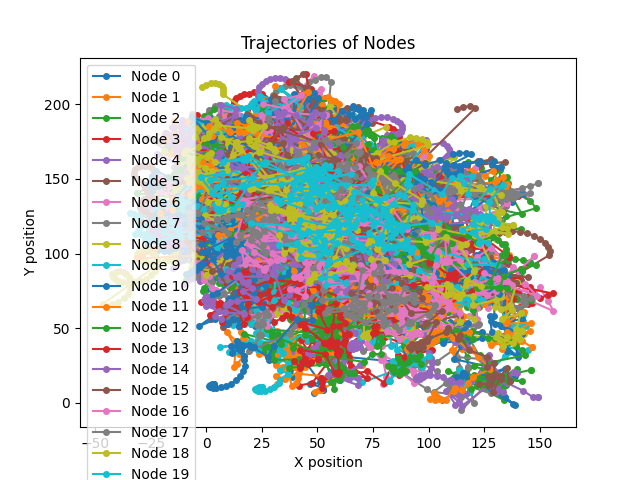 Trajectories of Nodes
Y position
200
150
100
50
0
Node 0
Node 1
Node 2
Node 3
Node 4
Node 5
Node 6
Node 7
Node 8
Node 9
Node 10
Node 11
Node 12
Node 13
Node 14
Node 15
Node 16
Node 17
Node 18
Node 19
−50 −25 0 25 50 75 100 125 150
X position